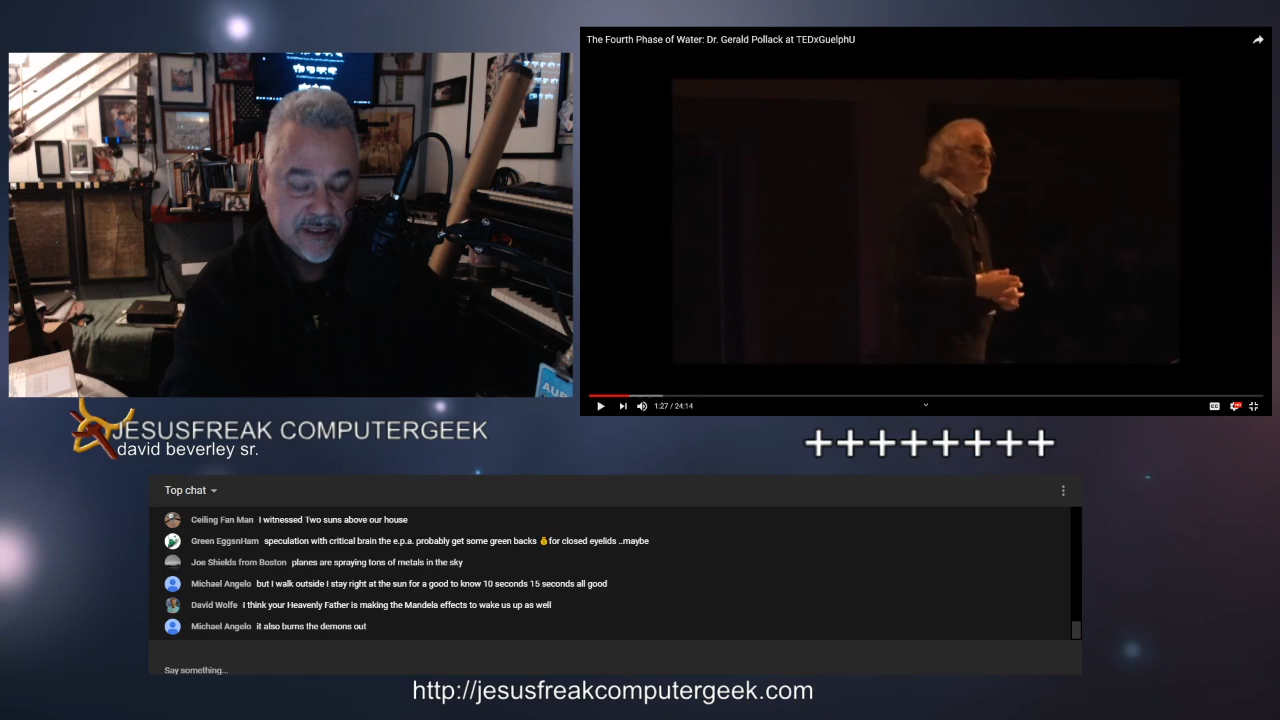 The Fourth Phase of Water: Dr. Gerald Pollack at TEDxGuelphU
1:27 / 24:14
JESUSFREAK COMPUTERGEEK
david beverley sr.
++++++++
Top chat
Ceiling Fan Man I witnessed Two suns above our house
Green EggsnHam speculation with critical brain the e.p.a. probably get some green backs 💰for closed eyelids ..maybe
Joe Shields from Boston planes are spraying tons of metals in the sky
Michael Angelo but I walk outside I stay right at the sun for a good to know 10 seconds 15 seconds all good
David Wolfe I think your Heavenly Father is making the Mandela effects to wake us up as well
Michael Angelo it also burns the demons out
Say something...
http://jesusfreakcomputergeek.com